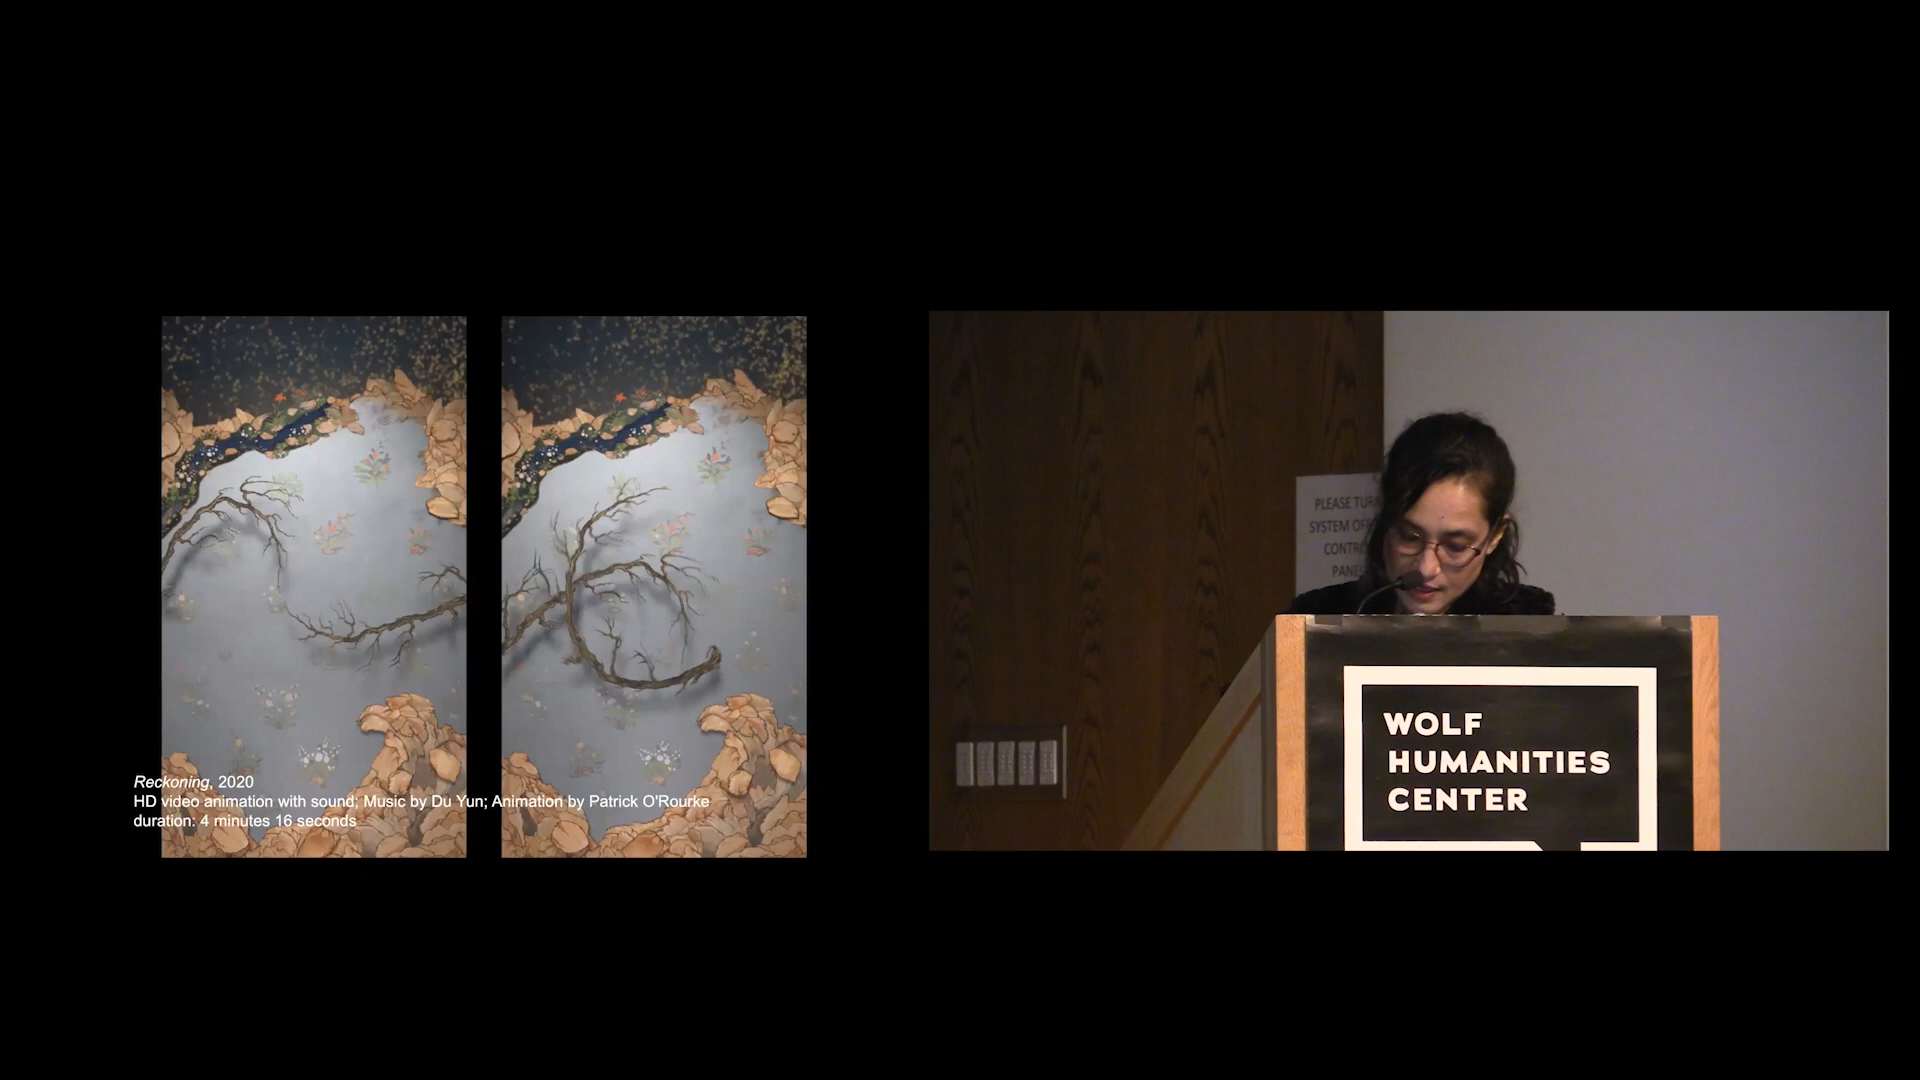 Reckoning, 2020
HD video animation with sound; Music by Du Yun; Animation by Patrick O'Rourke
duration: 4 minutes 16 seconds
PLEASE TURN
SYSTEM OF
CONTR
PANE
WOLF
HUMANITIES
CENTER